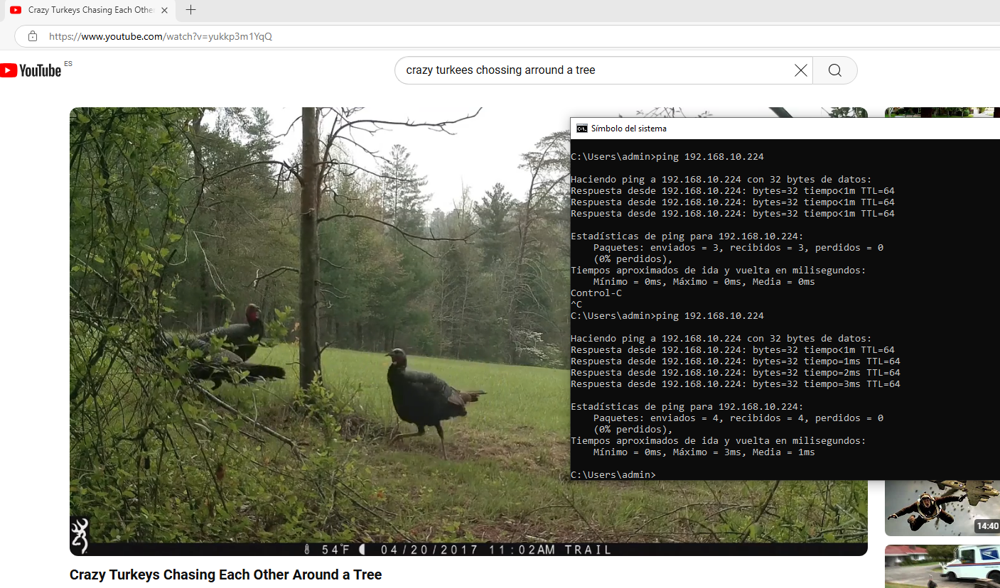 Crazy Turkeys Chasing Each Other
https://www.youtube.com/watch?v=yukkp3m1YqQ
YouTube ES
crazy turkees chossing arround a tree
Símbolo del sistema
C:\Users\admin>ping 192.168.10.224
Haciendo ping a 192.168.10.224 con 32 bytes de datos:
Respuesta desde 192.168.10.224: bytes=32 tiempo<1m TTL=64
Respuesta desde 192.168.10.224: bytes=32 tiempo<1m TTL=64
Respuesta desde 192.168.10.224: bytes=32 tiempo<1m TTL=64
Estadísticas de ping para 192.168.10.224:
Paquetes: enviados = 3, recibidos = 3, perdidos = 0
(0% perdidos),
Tiempos aproximados de ida y vuelta en milisegundos:
Mínimo = 0ms, Máximo = 0ms, Media = 0ms
Control-C
^C
C:\Users\admin>ping 192.168.10.224
Haciendo ping a 192.168.10.224 con 32 bytes de datos:
Respuesta desde 192.168.10.224: bytes=32 tiempo<1m TTL=64
Respuesta desde 192.168.10.224: bytes=32 tiempo=1ms TTL=64
Respuesta desde 192.168.10.224: bytes=32 tiempo=2ms TTL=64
Respuesta desde 192.168.10.224: bytes=32 tiempo=3ms TTL=64
Estadísticas de ping para 192.168.10.224:
Paquetes: enviados = 4, recibidos = 4, perdidos = 0
(0% perdidos),
Tiempos aproximados de ida y vuelta en milisegundos:
Mínimo = 0ms, Máximo = 3ms, Media = 1ms
C:\Users\admin>
14:40
54°F 04/20/2017 11:02AM TRAIL
Crazy Turkeys Chasing Each Other Around a Tree